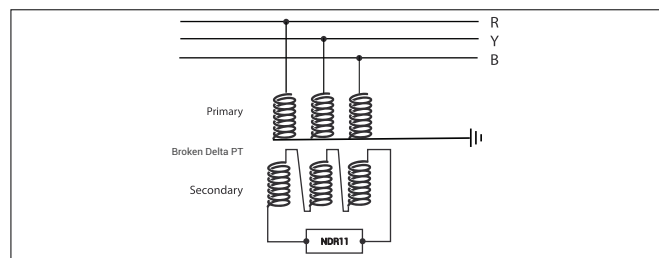 R
Y
B
Primary
Broken Delta PT
Secondary
NDR11